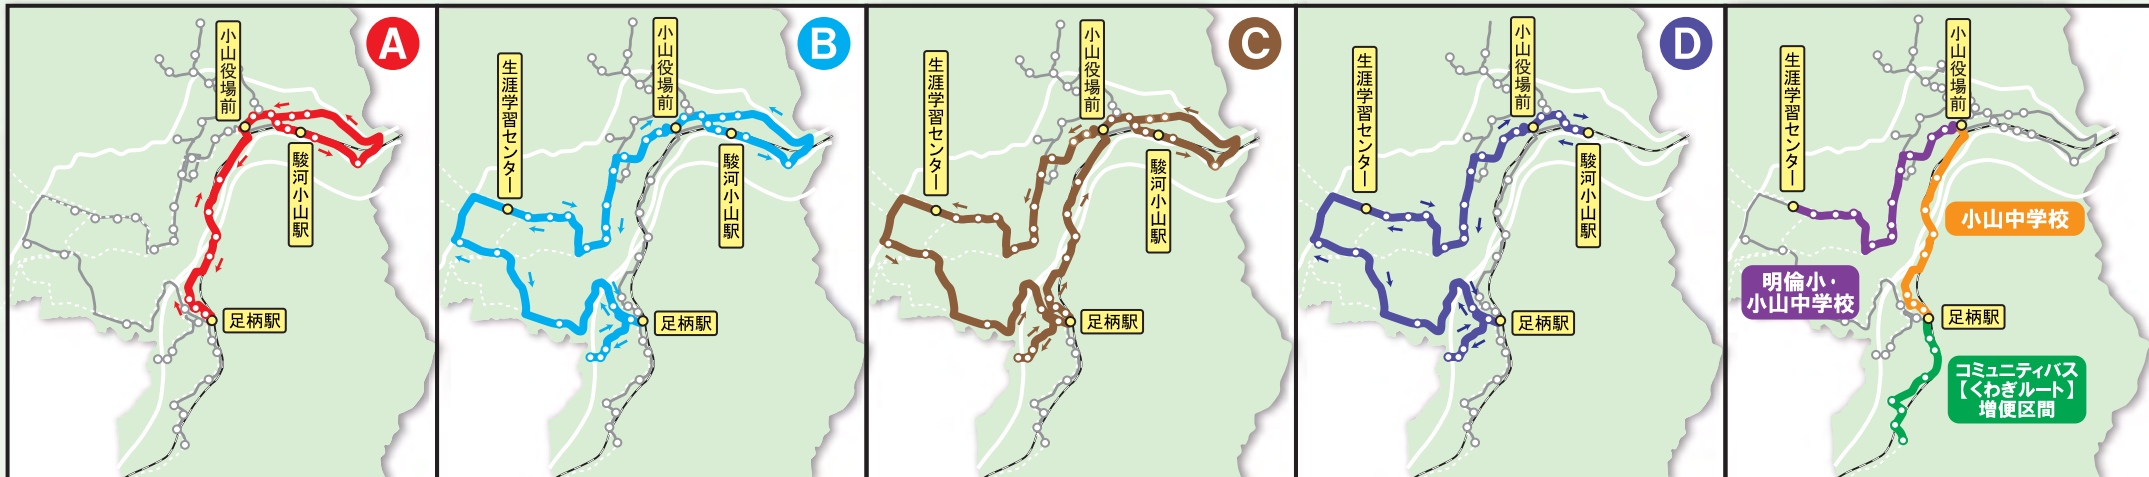 A
小山役場前
駿河小山駅
足柄駅
B
小山役場前
生涯学習センター
駿河小山駅
足柄駅
C
小山役場前
生涯学習センター
駿河小山駅
足柄駅
D
小山役場前
生涯学習センター
駿河小山駅
足柄駅
小山役場前
生涯学習センター
小山中学校
明倫小・
小山中学校
足柄駅
コミュニティバス
【くわぎルート】
増便区間